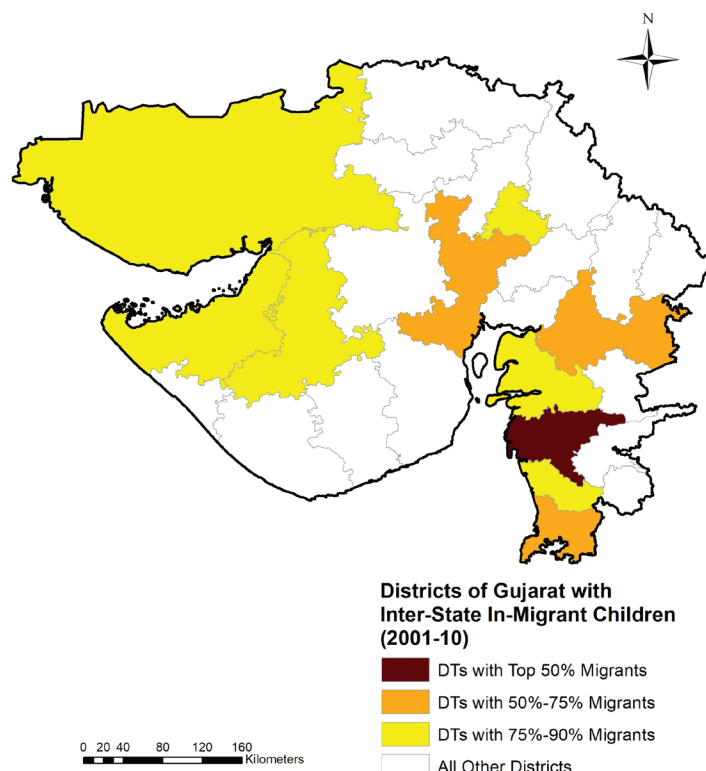 N
Districts of Gujarat with
Inter-State In-Migrant Children
(2001-10)
DTs with Top 50% Migrants
DTs with 50%-75% Migrants
DTs with 75%-90% Migrants
All Other Districts
0 20 40 80 120 160
Kilometers